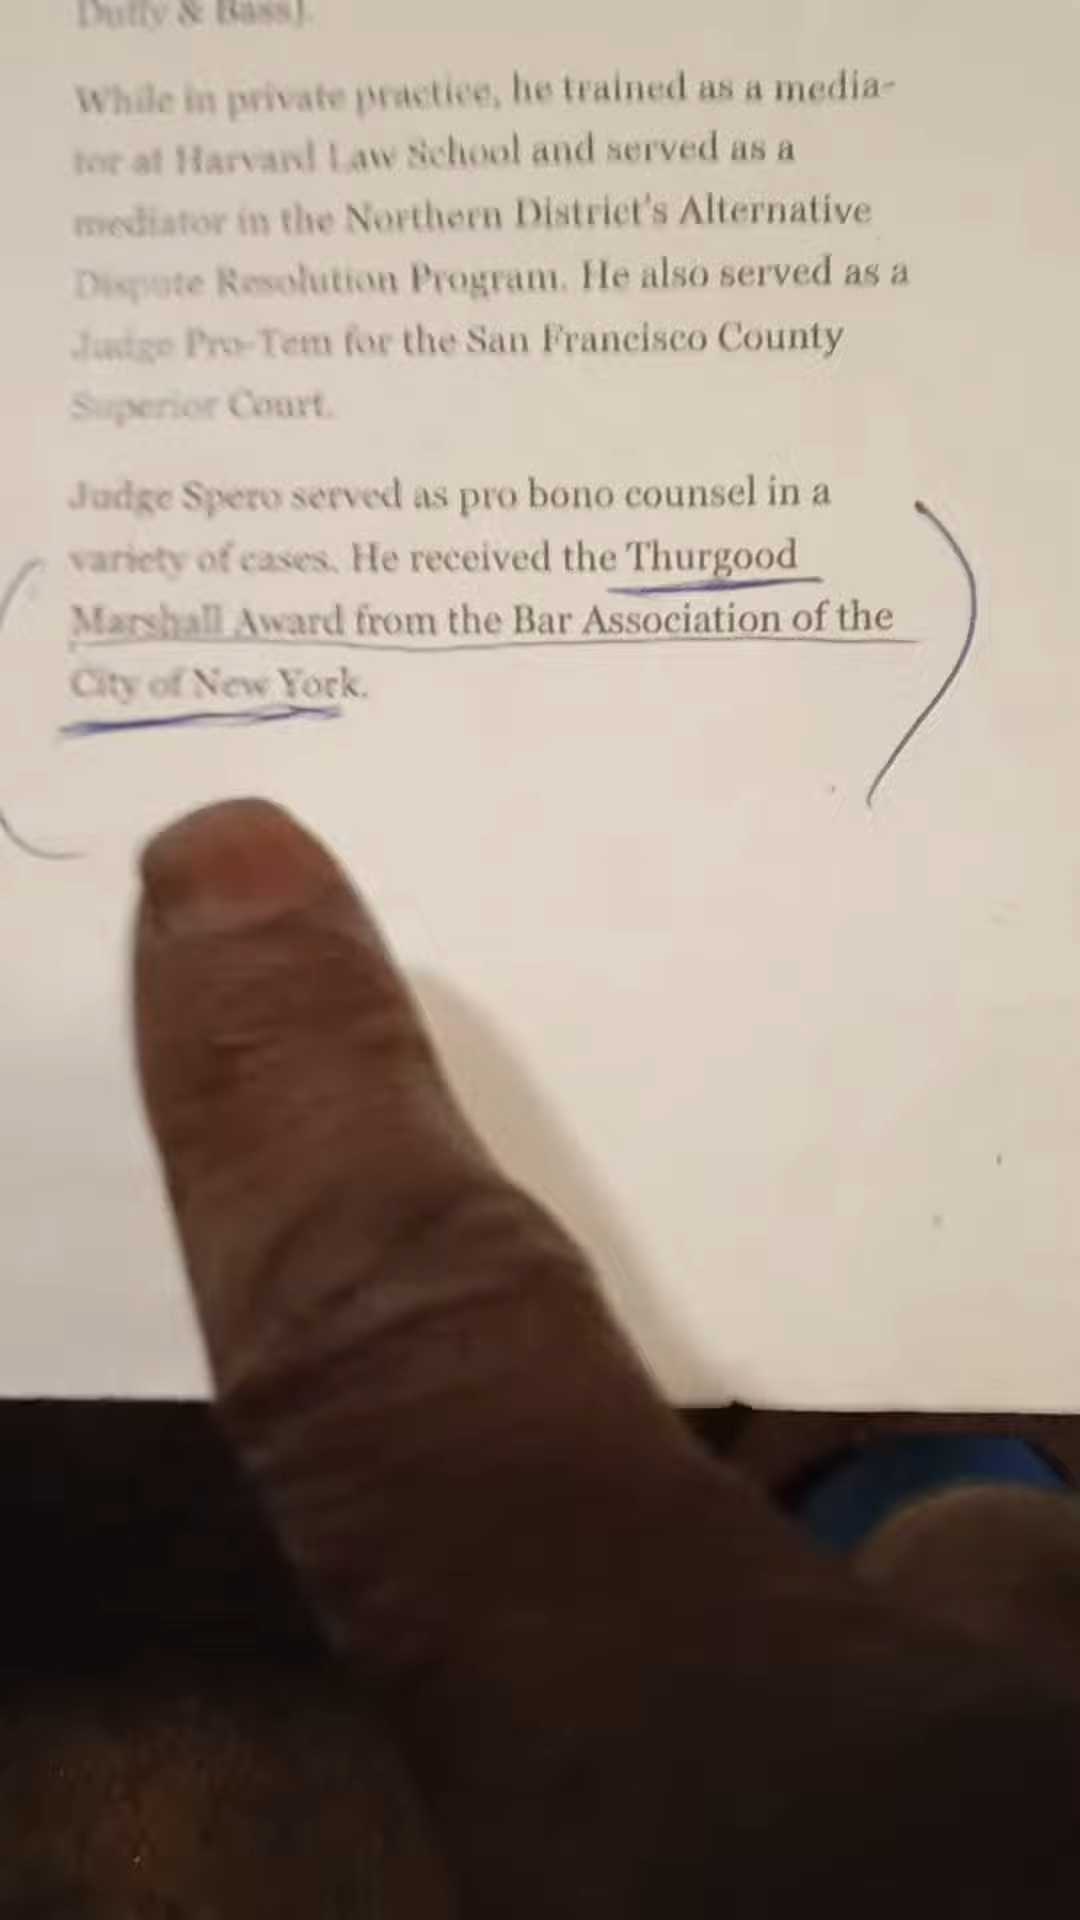 Duffy & Bass).
While in private practice, he trained as a media-
tor at Harvard Law School and served as a
mediator in the Northern District's Alternative
Dispute Resolution Program. He also served as a
Judge Pro-Tem for the San Francisco County
Superior Court.
Judge Spero served as pro bono counsel in a
variety of cases. He received the Thurgood
Marshall Award from the Bar Association of the
City of New York.